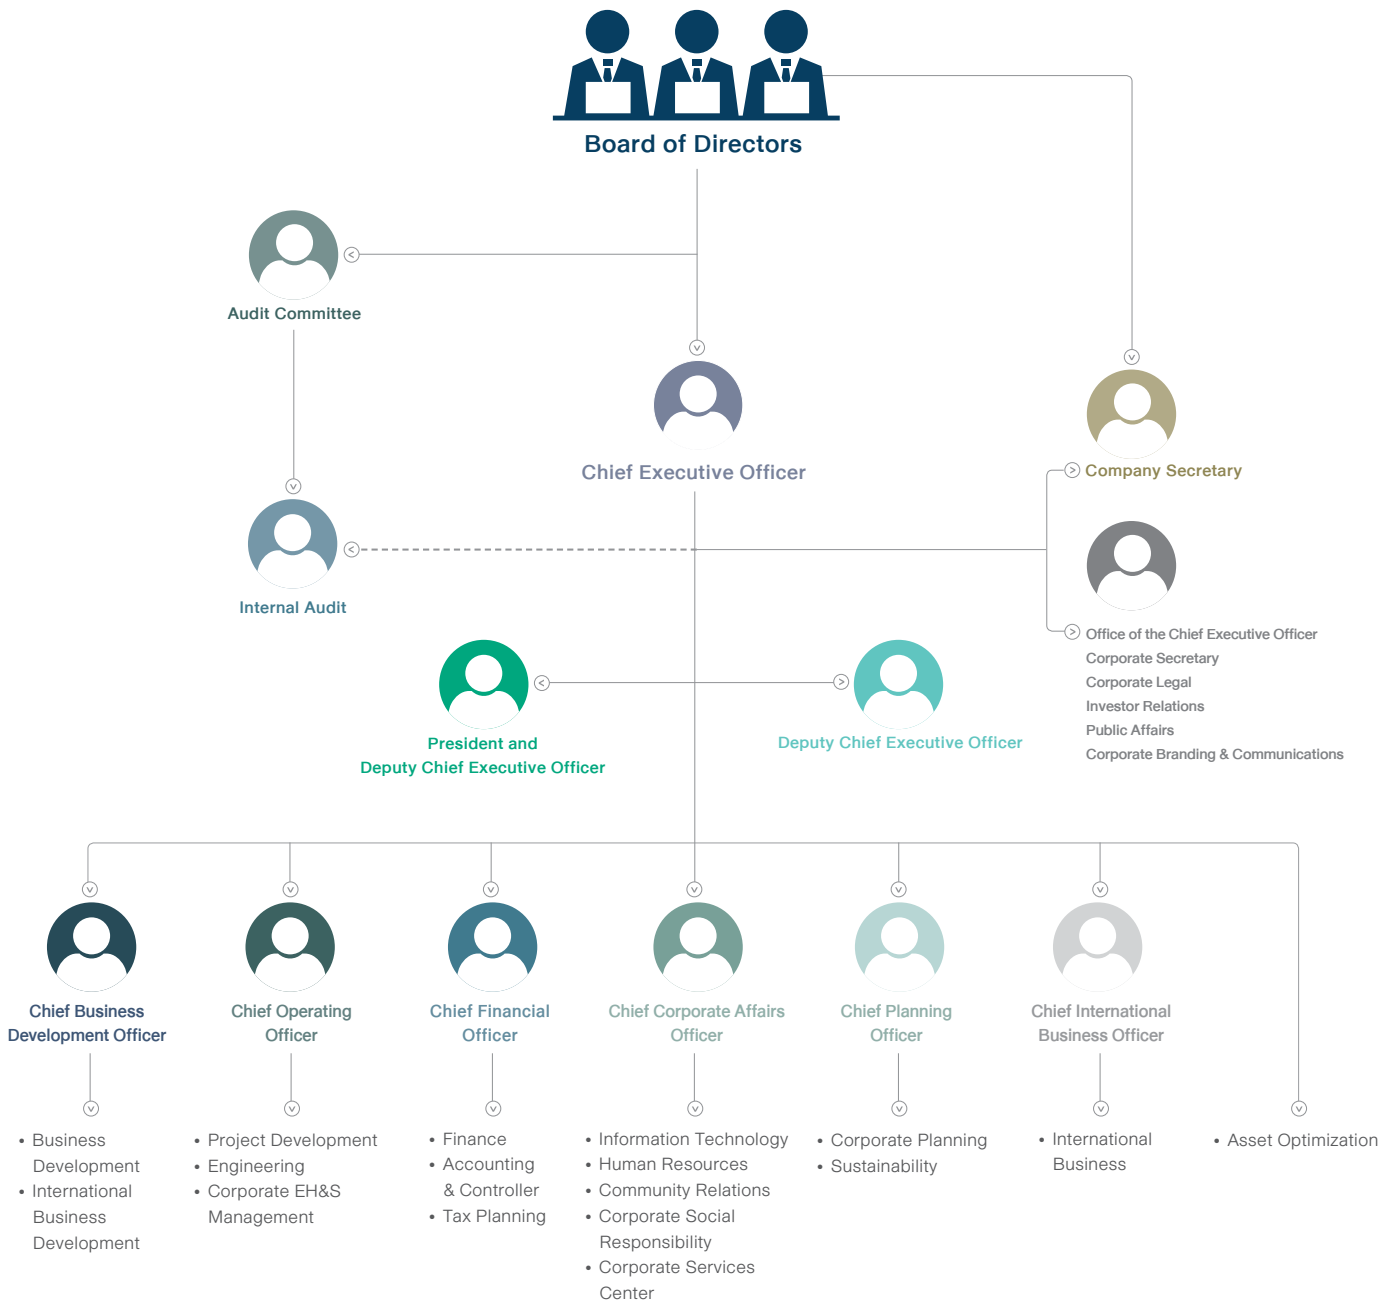 Board of Directors
Audit Committee
Chief Executive Officer
Company Secretary
Internal Audit
Office of the Chief Executive Officer
Corporate Secretary
Corporate Legal
Investor Relations
Public Affairs
Corporate Branding & Communications
President and
Deputy Chief Executive Officer
Deputy Chief Executive Officer
Chief Business
Development Officer
Chief Operating
Officer
Chief Financial
Officer
Chief Corporate Affairs
Officer
Chief Planning
Officer
Chief International
Business Officer
• Business
Development
• International
Business
Development
• Project Development
• Engineering
• Corporate EH&S
Management
• Finance
• Accounting
& Controller
• Tax Planning
• Information Technology
• Human Resources
• Community Relations
• Corporate Social
Responsibility
• Corporate Services
Center
• Corporate Planning
• Sustainability
• International
Business
• Asset Optimization